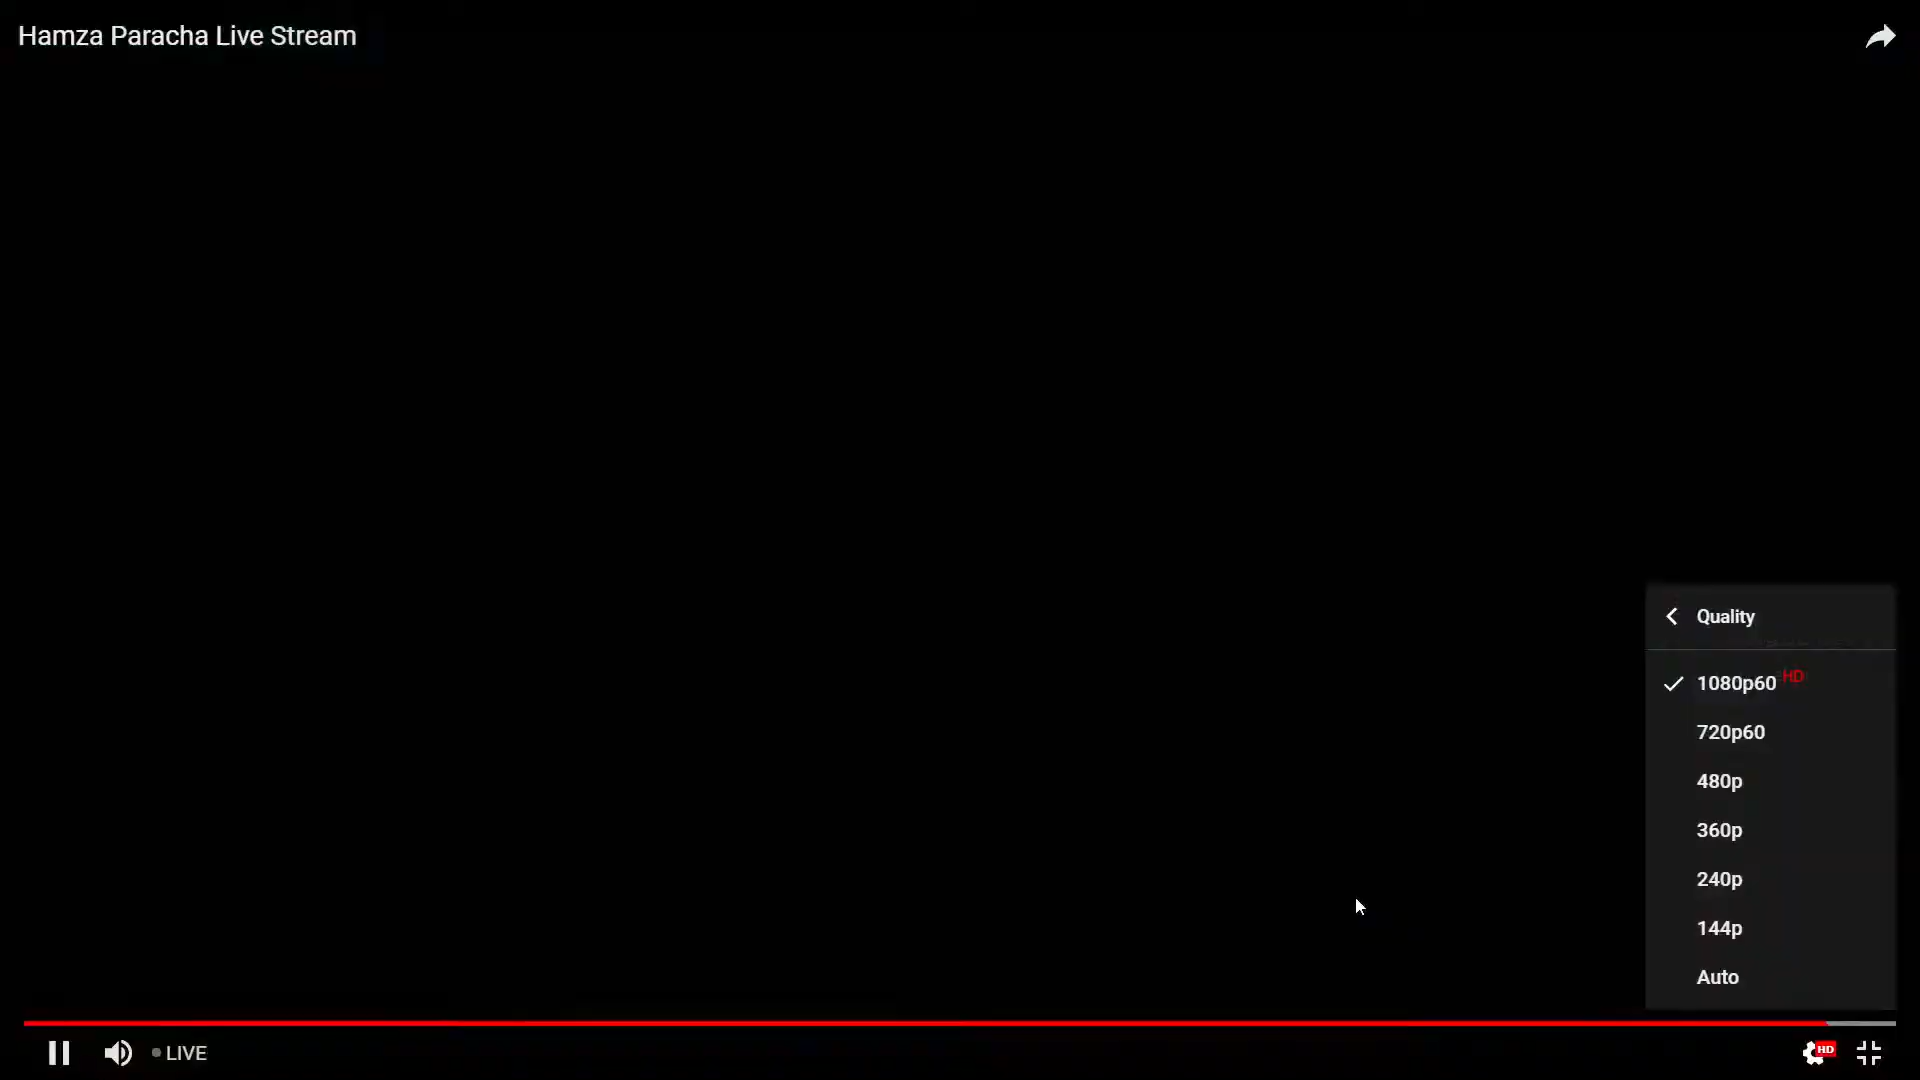 Hamza Paracha Live Stream
Quality
1080p60 HD
720p60
480p
360p
240p
144p
Auto
LIVE
HD